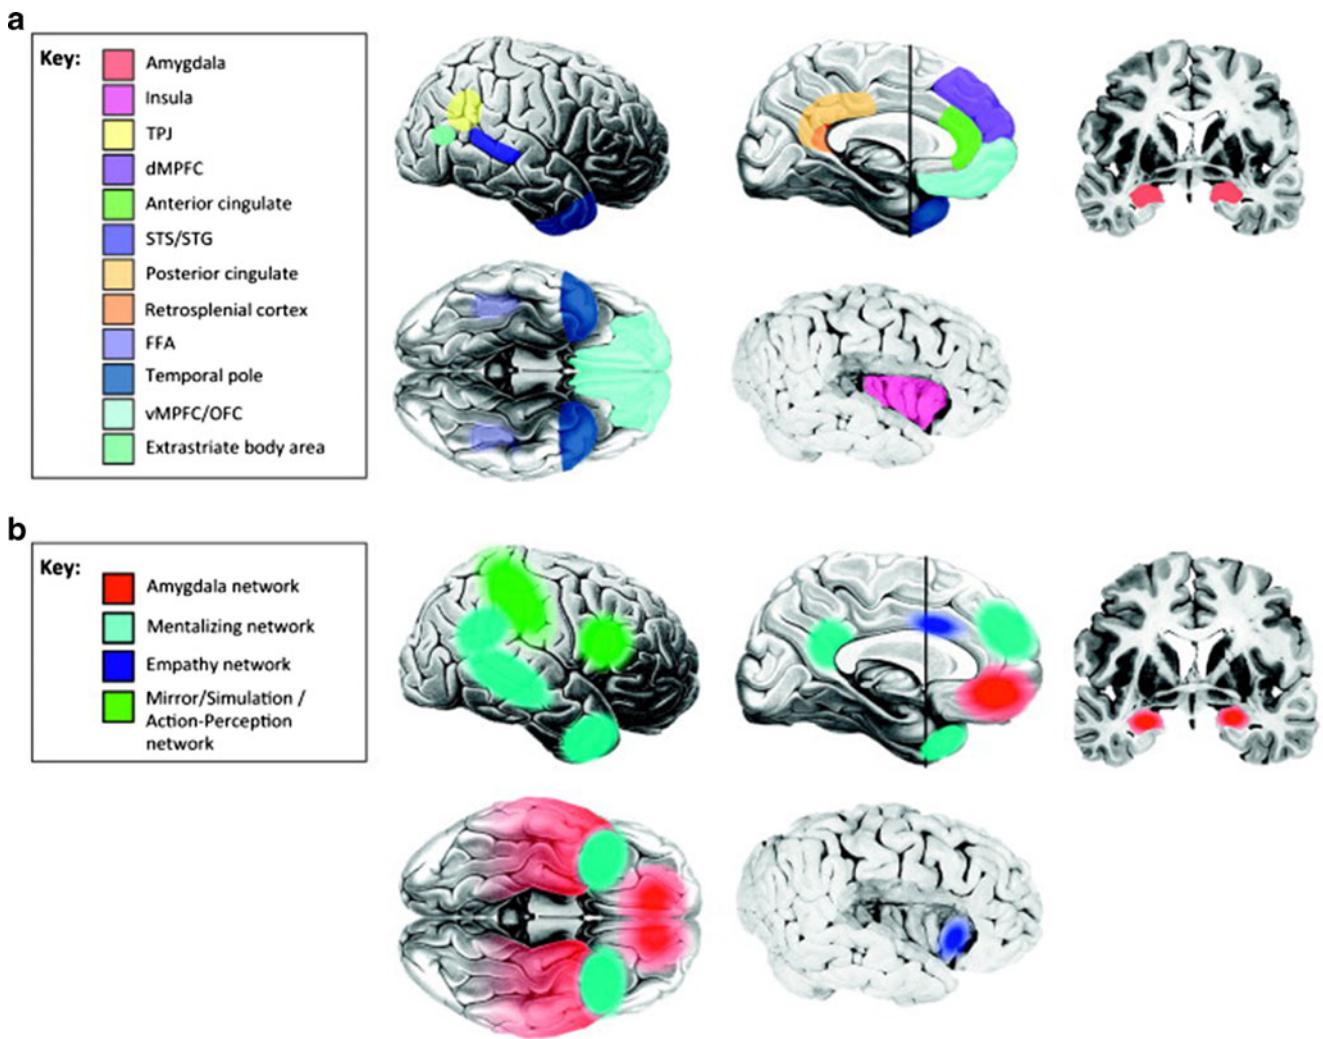 a
Key:
Amygdala
Insula
TPJ
dMPFC
Anterior cingulate
STS/STG
Posterior cingulate
Retrosplenial cortex
FFA
Temporal pole
vMPFC/OFC
Extrastriate body area
b
Key:
Amygdala network
Mentalizing network
Empathy network
Mirror/Simulation /
Action-Perception
network